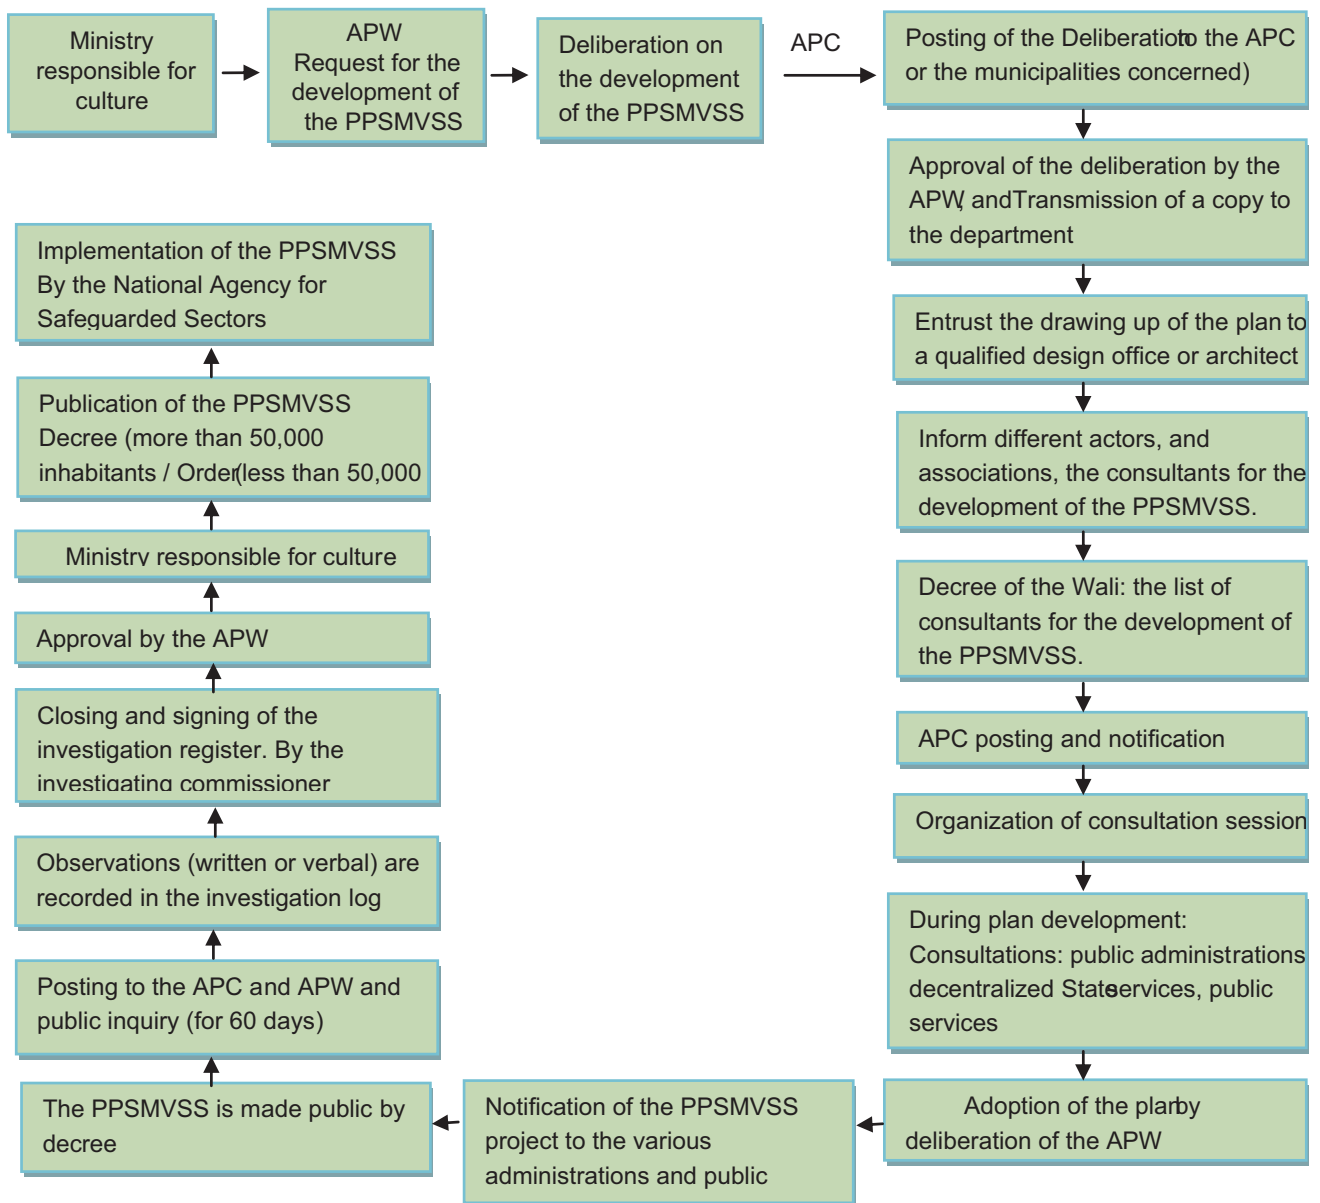 Ministry
responsible for
culture
APW
Request for the
development of
the PPSMVSS
Deliberation on
the development
of the PPSMVSS
APC
Posting of the Deliberation to the APC
or the municipalities concerned)
Approval of the deliberation by the
APW, and Transmission of a copy to
the department
Entrust the drawing up of the plan to
a qualified design office or architect
Inform different actors, and
associations, the consultants for the
development of the PPSMVSS.
Decree of the Wali: the list of
consultants for the development of
the PPSMVSS.
APC posting and notification
Organization of consultation session
During plan development:
Consultations: public administrations
decentralized State services, public
services
Adoption of the plan by
deliberation of the APW
Notification of the PPSMVSS
project to the various
administrations and public
The PPSMVSS is made public by
decree
Posting to the APC and APW and
public inquiry (for 60 days)
Observations (written or verbal) are
recorded in the investigation log
Closing and signing of the
investigation register. By the
investigating commissioner
Approval by the APW
Ministry responsible for culture
Publication of the PPSMVSS
Decree (more than 50,000
inhabitants / Order(less than 50,000
Implementation of the PPSMVSS
By the National Agency for
Safeguarded Sectors